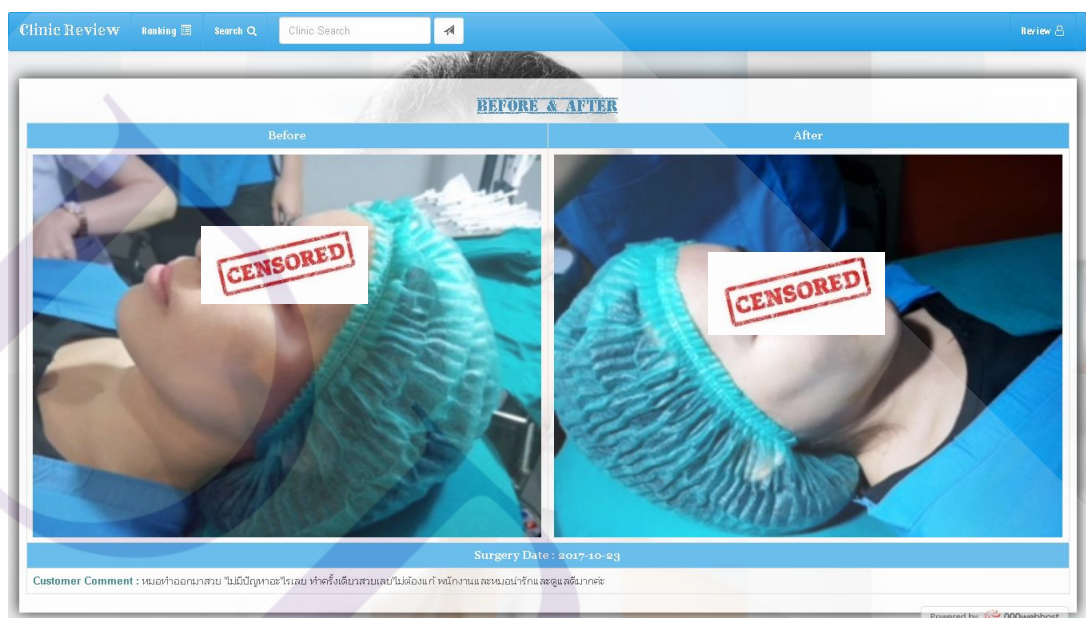 Clinic Review Ranking Search Clinic Search Review
BEFORE & AFTER
Before After
CENSORED CENSORED
Surgery Date : 2017-10-23
Customer Comment : หมอทำออกมาสวย ไม่มีปัญหาอะไรเลย ทำครั้งเดียวสวยเลยไม่ต้องแก้ พนักงานและหมอน่ารักและดูแลดีมากค่ะ
Powered by 000webhost